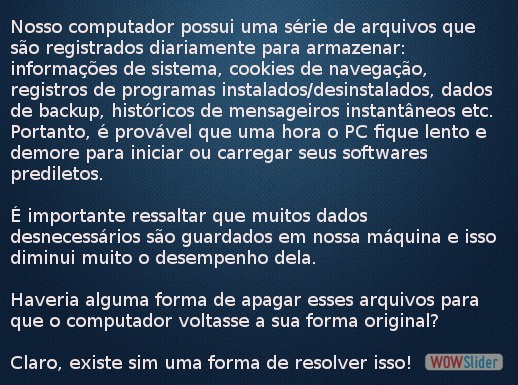 Nosso computador possui uma série de arquivos que
são registrados diariamente para armazenar:
informações de sistema, cookies de navegação,
registros de programas instalados/desinstalados, dados
de backup, históricos de mensageiros instantâneos etc.
Portanto, é provável que uma hora o PC fique lento e
demore para iniciar ou carregar seus softwares
prediletos.
É importante ressaltar que muitos dados
desnecessários são guardados em nossa máquina e isso
diminui muito o desempenho dela.
Haveria alguma forma de apagar esses arquivos para
que o computador voltasse a sua forma original?
Claro, existe sim uma forma de resolver isso!
WOWSlider